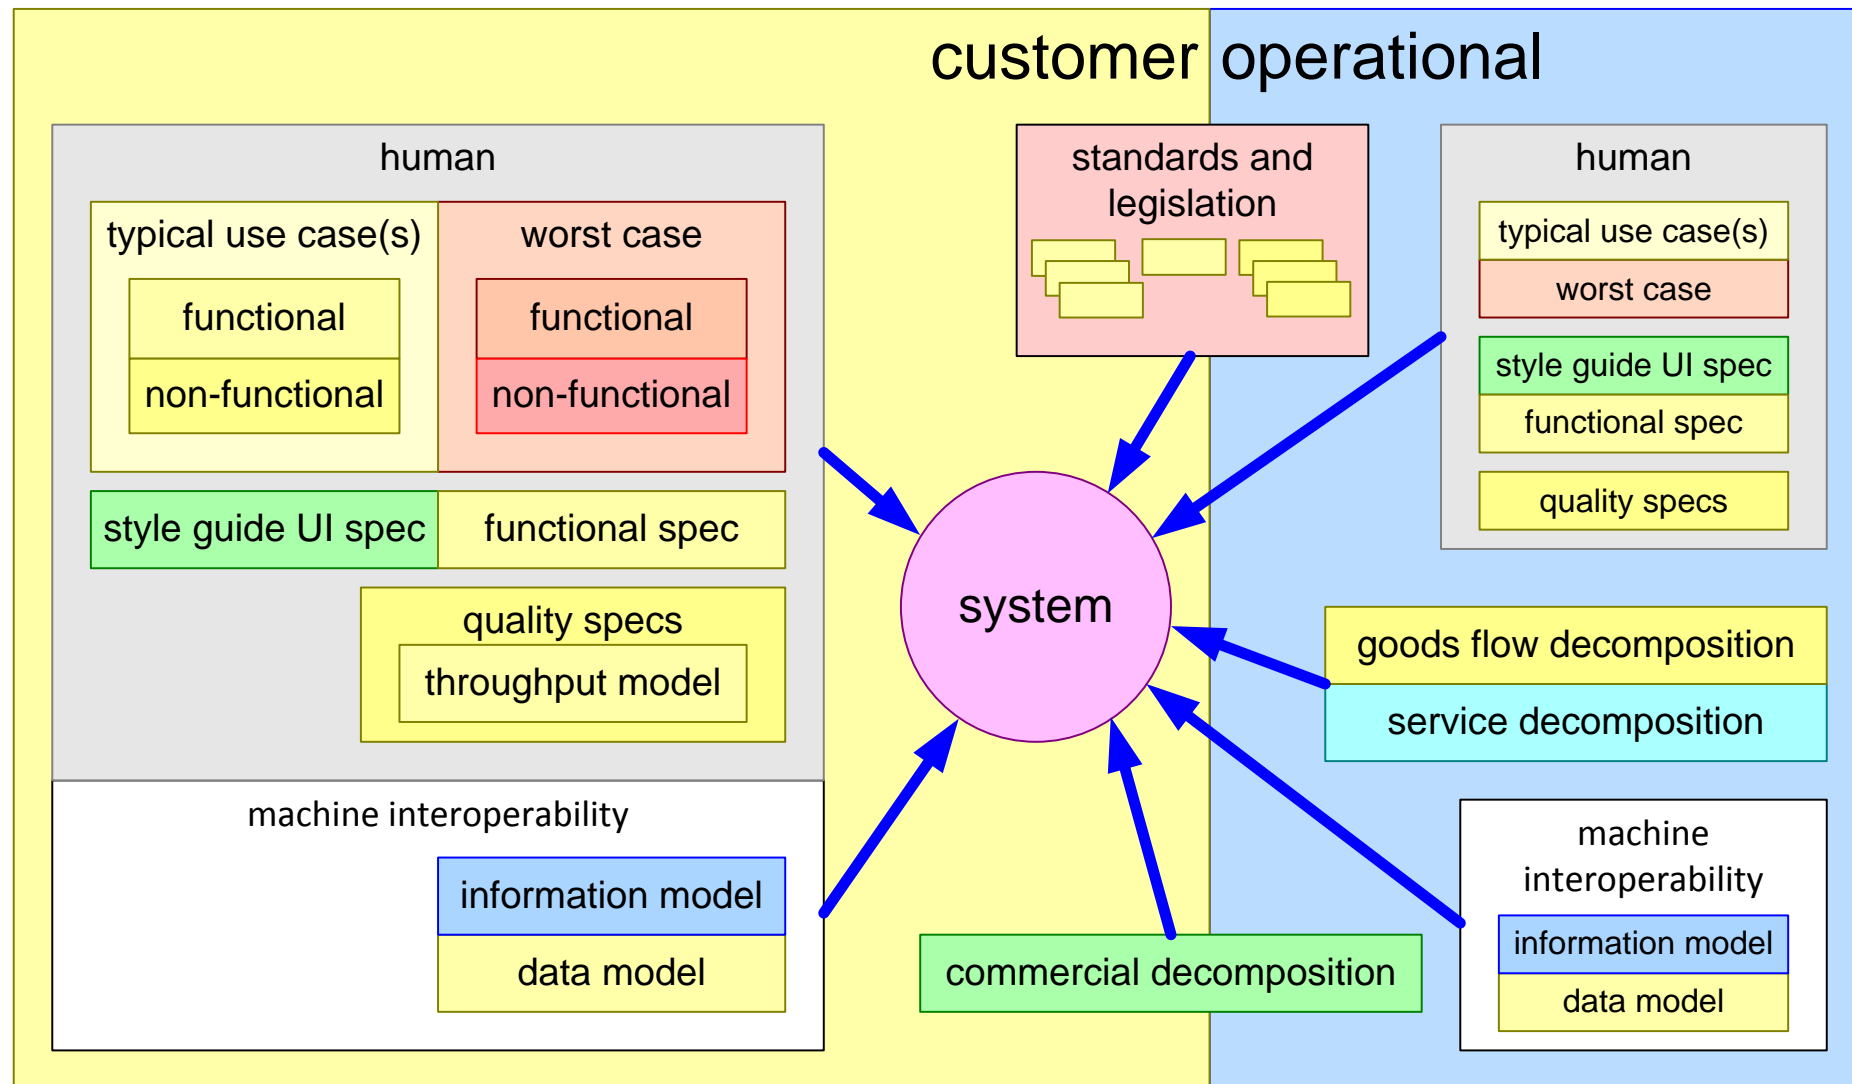 customer operational
human
typical use case(s)
worst case
functional
functional
non-functional
non-functional
style guide UI spec
functional spec
quality specs
throughput model
machine interoperability
information model
data model
standards and
legislation
system
commercial decomposition
human
typical use case(s)
worst case
style guide UI spec
functional spec
quality specs
goods flow decomposition
service decomposition
machine
interoperability
information model
data model